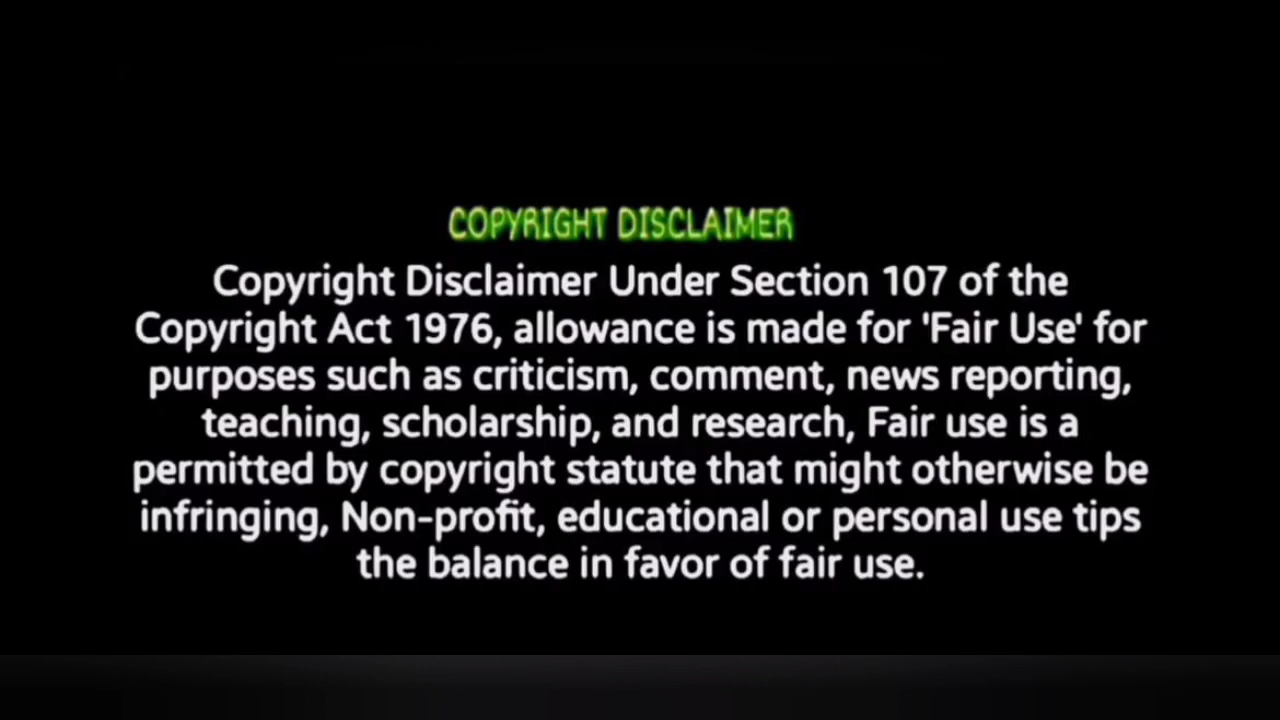 COPYRIGHT DISCLAIMER
Copyright Disclaimer Under Section 107 of the
Copyright Act 1976, allowance is made for 'Fair Use' for
purposes such as criticism, comment, news reporting,
teaching, scholarship, and research, Fair use is a
permitted by copyright statute that might otherwise be
infringing, Non-profit, educational or personal use tips
the balance in favor of fair use.